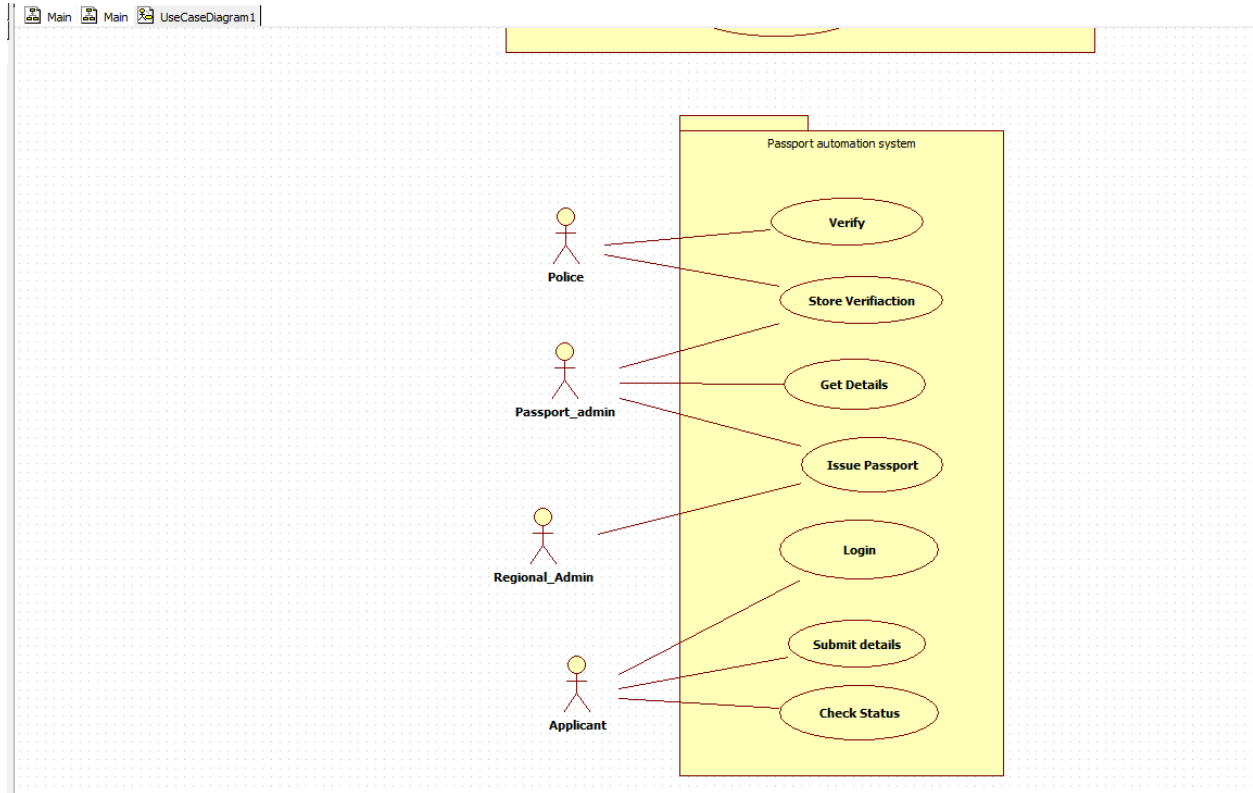 Main Main UseCaseDiagram1
Passport automation system
Verify
Police
Store Verifiaction
Get Details
Passport_admin
Issue Passport
Login
Regional_Admin
Submit details
Check Status
Applicant